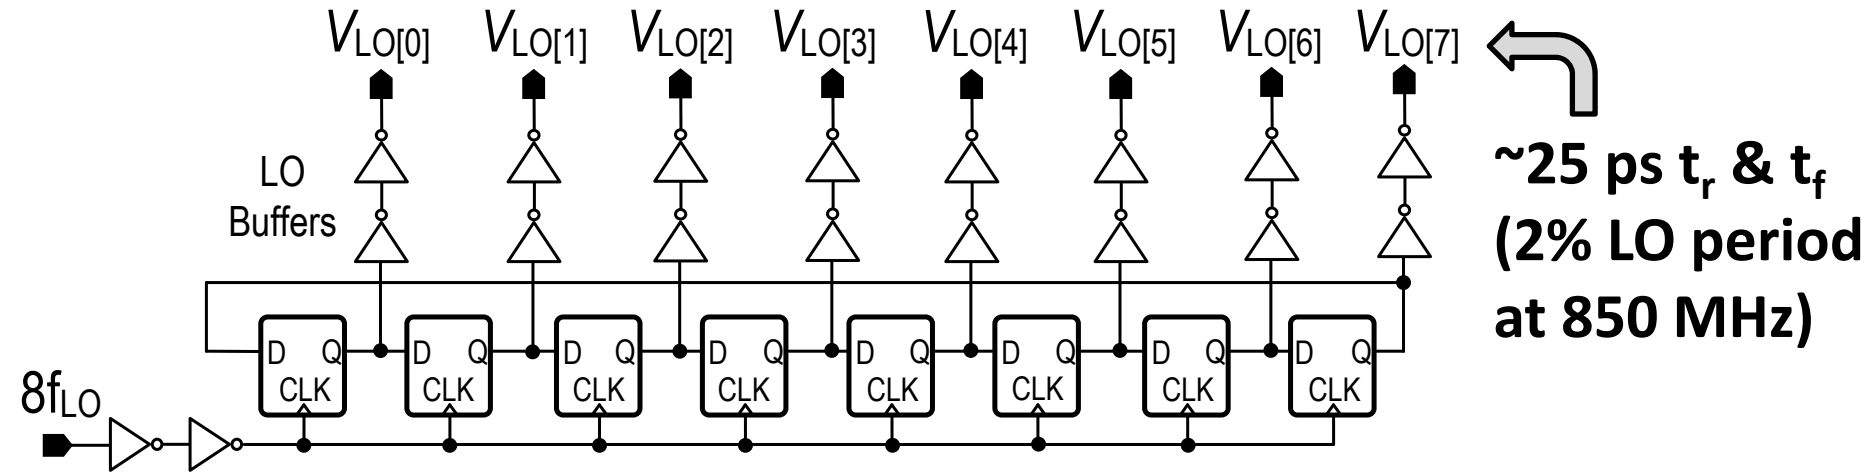 VLO[0] VLO[1] VLO[2] VLO[3] VLO[4] VLO[5] VLO[6] VLO[7]
LO
Buffers
~25 ps tr & tf
(2% LO period
at 850 MHz)
D Q D Q D Q D Q D Q D Q D Q D Q
CLK CLK CLK CLK CLK CLK CLK CLK
8fLO